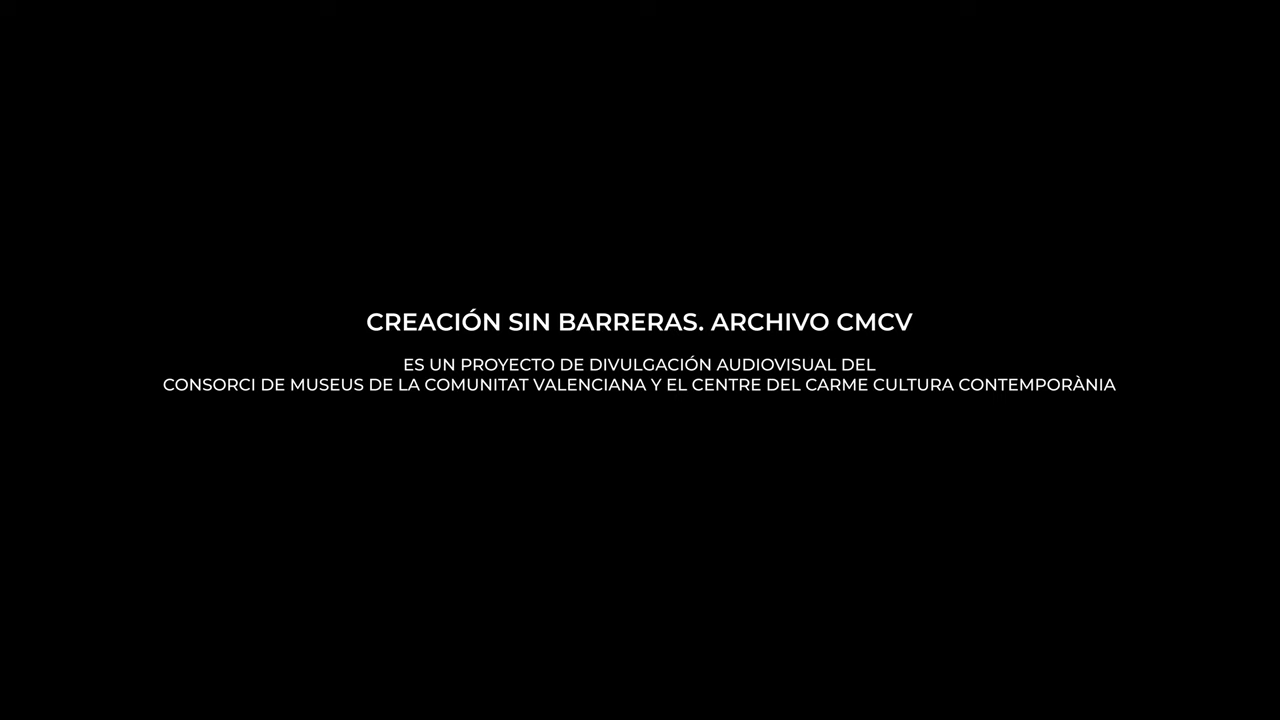 CREACIÓN SIN BARRERAS. ARCHIVO CMCV
ES UN PROYECTO DE DIVULGACIÓN AUDIOVISUAL DEL
CONSORCI DE MUSEUS DE LA COMUNITAT VALENCIANA Y EL CENTRE DEL CARME CULTURA CONTEMPORÀNIA